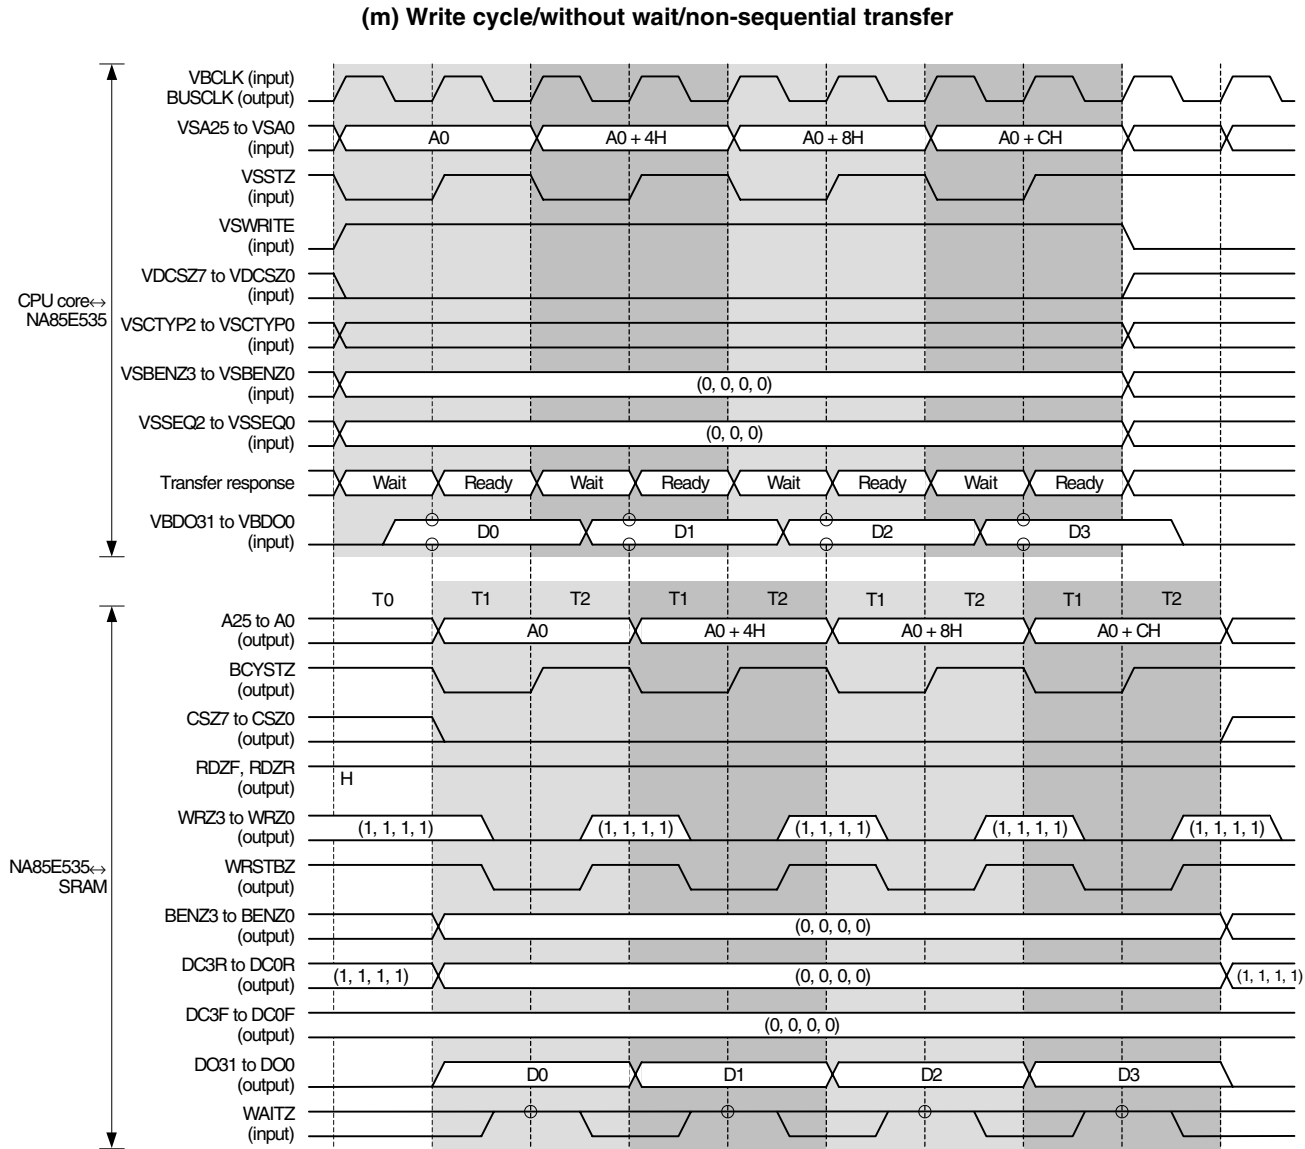 (m) Write cycle/without wait/non-sequential transfer
VBCLK (input)
BUSCLK (output)
VSA25 to VSA0
(input)
A0
A0 + 4H
A0 + 8H
A0 + CH
VSSTZ
(input)
VSWRITE
(input)
VDCSZ7 to VDCSZ0
(input)
CPU core↔
NA85E535
VSCTYP2 to VSCTYP0
(input)
VSBENZ3 to VSBENZ0
(input)
(0, 0, 0, 0)
VSSEQ2 to VSSEQ0
(input)
(0, 0, 0)
Transfer response
Wait
Ready
Wait
Ready
Wait
Ready
Wait
Ready
VBDO31 to VBDO0
(input)
D0
D1
D2
D3
T0
T1
T2
T1
T2
T1
T2
T1
T2
A25 to A0
(output)
A0
A0 + 4H
A0 + 8H
A0 + CH
BCYSTZ
(output)
CSZ7 to CSZ0
(output)
RDZF, RDZR
(output)
H
WRZ3 to WRZ0
(output)
(1, 1, 1, 1)
(1, 1, 1, 1)
(1, 1, 1, 1)
(1, 1, 1, 1)
(1, 1, 1, 1)
NA85E535↔
SRAM
WRSTBZ
(output)
BENZ3 to BENZ0
(output)
(0, 0, 0, 0)
DC3R to DC0R
(output)
(1, 1, 1, 1)
(0, 0, 0, 0)
(1, 1, 1, 1)
DC3F to DC0F
(output)
(0, 0, 0, 0)
DO31 to DO0
(output)
D0
D1
D2
D3
WAITZ
(input)